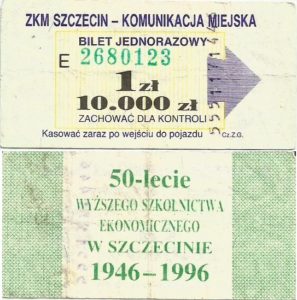 ZKM SZCZECIN – KOMUNIKACJA MIEJSKA
BILET JEDNORAZOWY
E 2680123
1 zł
10.000 zł
ZACHOWAĆ DLA KONTROLI
Kasować zaraz po wejściu do pojazdu
Cz.Z.G.
50-lecie
WYŻSZEGO SZKOLNICTWA
EKONOMICZNEGO
W SZCZECINIE
1946 – 1996